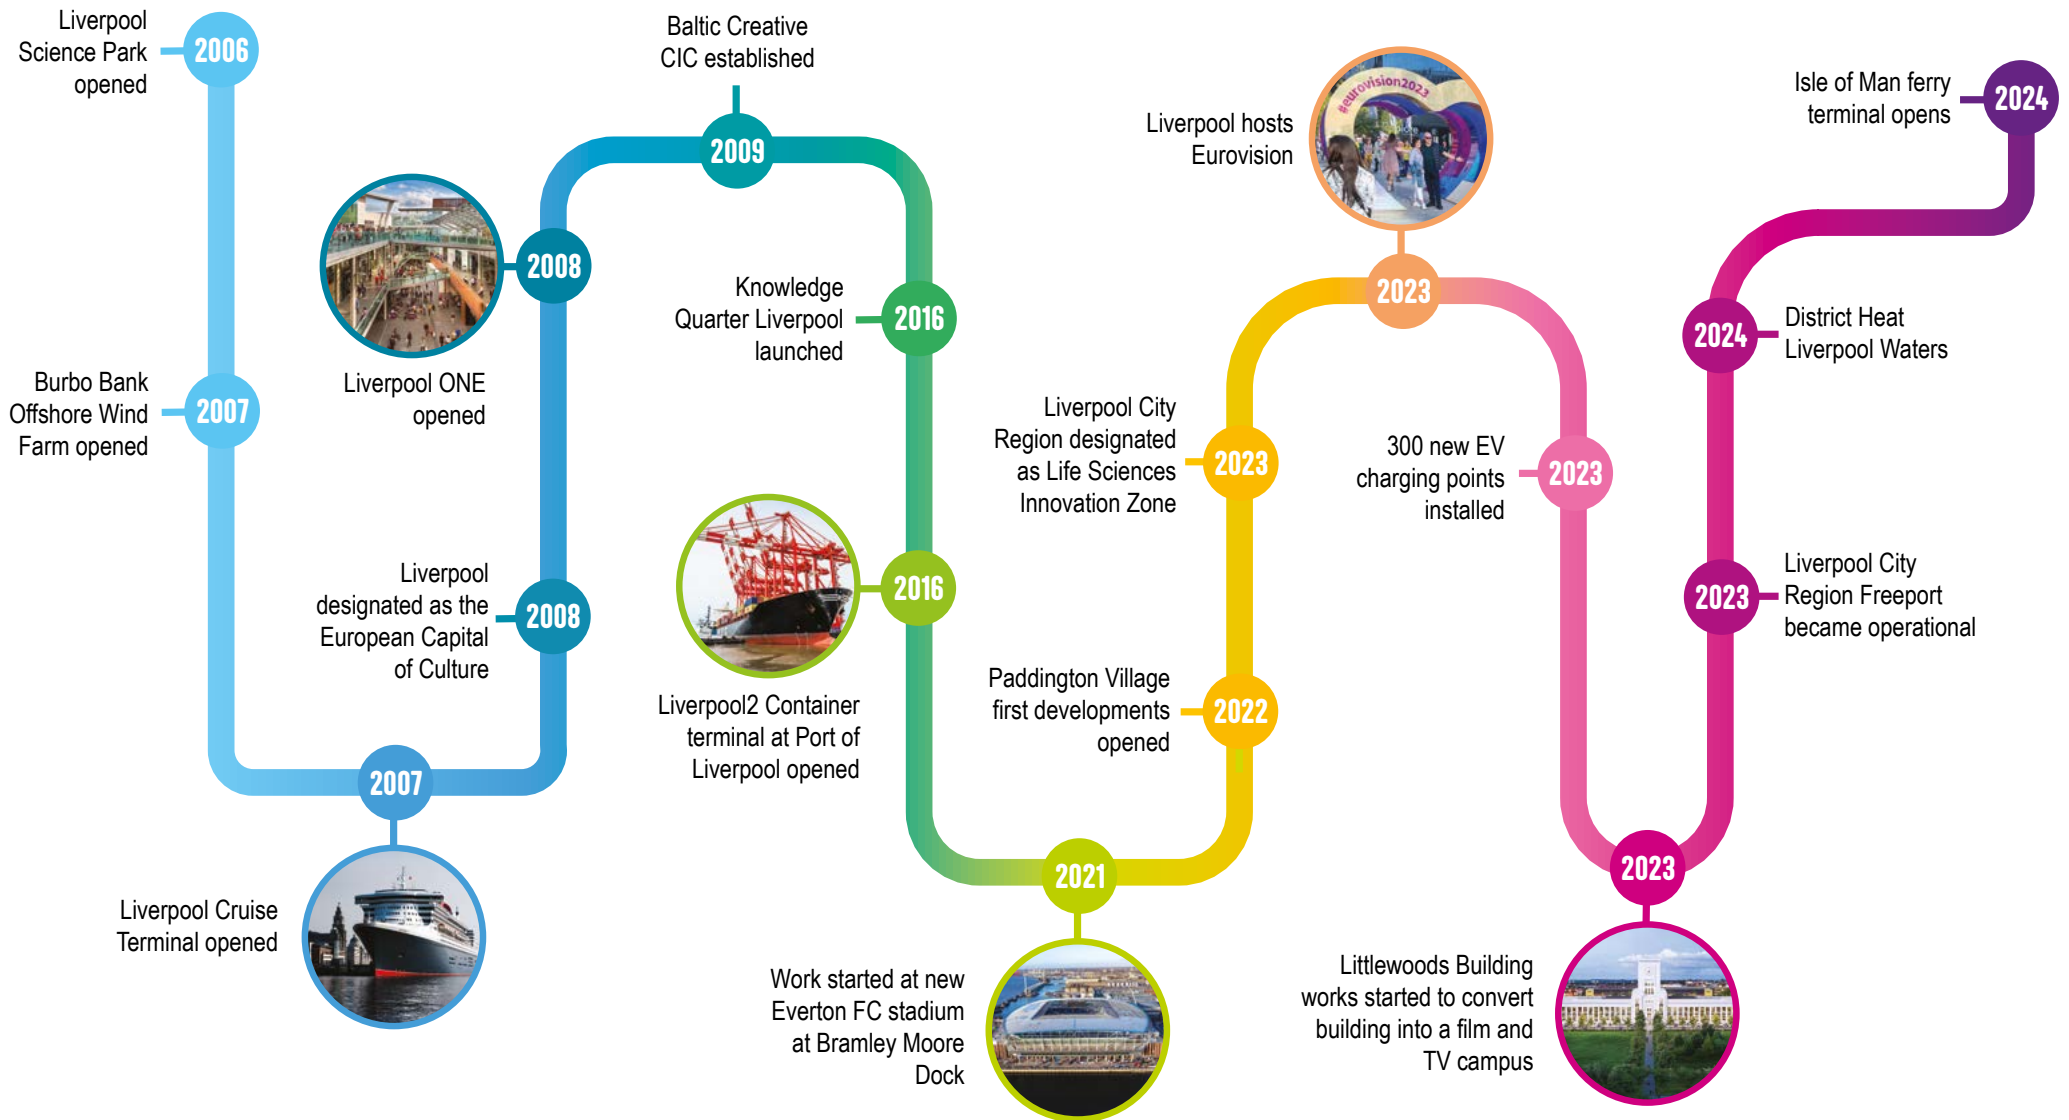 Liverpool
Science Park
opened
2006
Burbo Bank
Offshore Wind
Farm opened
2007
2007
Liverpool Cruise
Terminal opened
Liverpool
designated as the
European Capital
of Culture
2008
2008
Liverpool ONE
opened
Baltic Creative
CIC established
2009
Knowledge
Quarter Liverpool
launched
2016
2016
Liverpool2 Container
terminal at Port of
Liverpool opened
2021
Work started at new
Everton FC stadium
at Bramley Moore
Dock
Paddington Village
first developments
opened
2022
Liverpool City
Region designated
as Life Sciences
Innovation Zone
2023
Liverpool hosts
Eurovision
#eurovision2023
2023
300 new EV
charging points
installed
2023
2023
Littlewoods Building
works started to convert
building into a film and
TV campus
2023
Liverpool City
Region Freeport
became operational
2024
District Heat
Liverpool Waters
Isle of Man ferry
terminal opens
2024